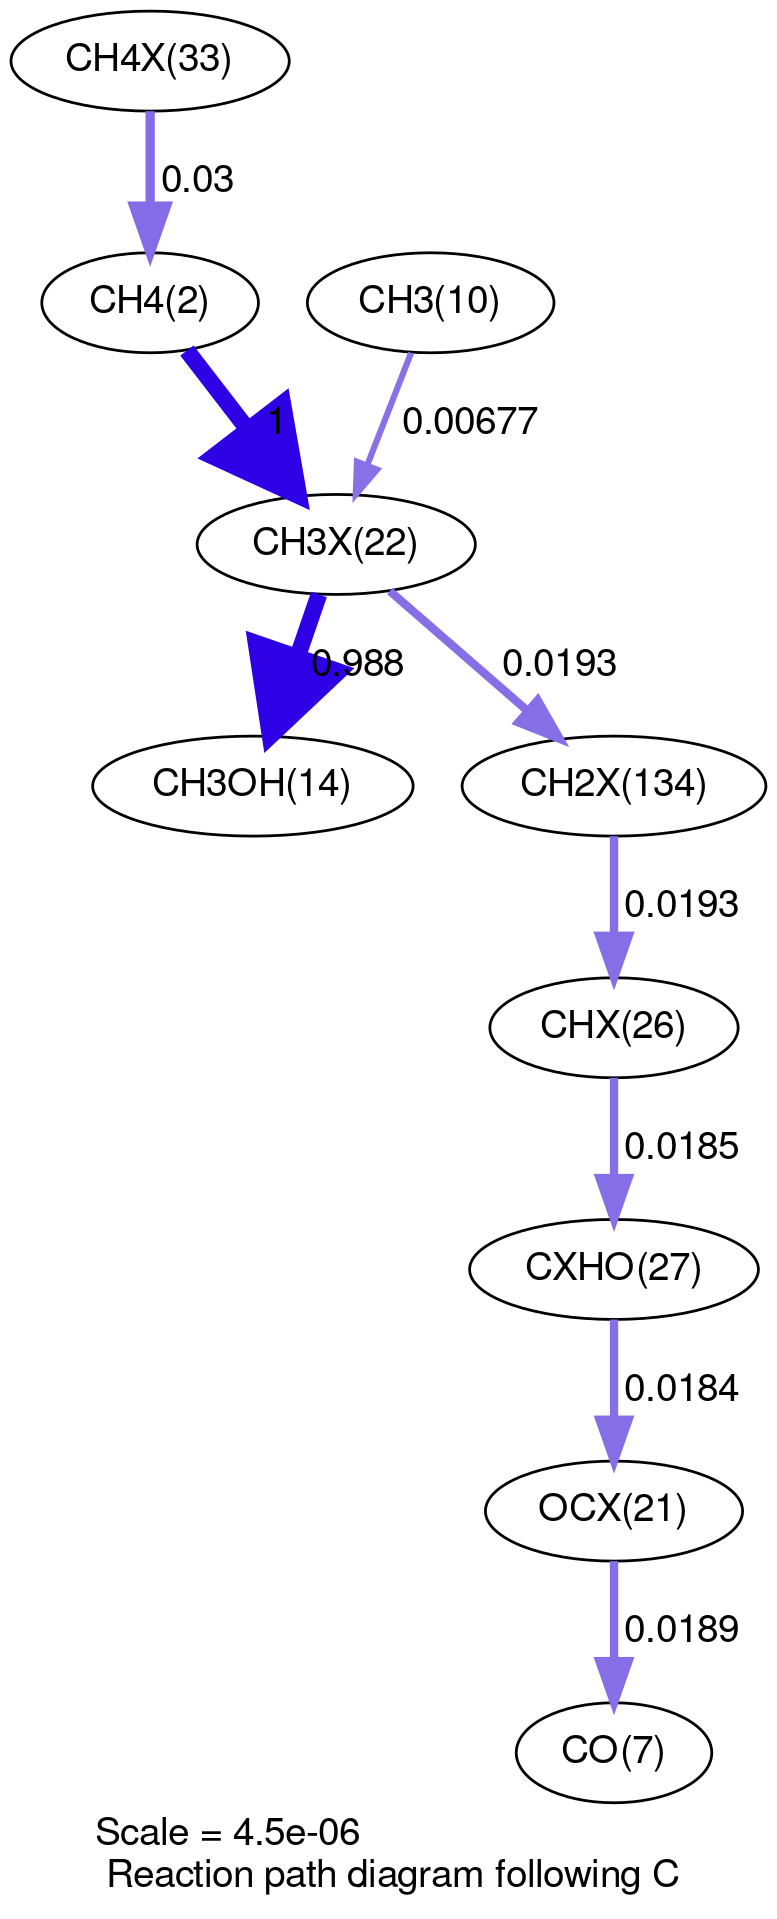 CH4X(33)
0.03
CH4(2)
CH3(10)
1
0.00677
CH3X(22)
0.988
0.0193
CH3OH(14)
CH2X(134)
0.0193
CHX(26)
0.0185
CXHO(27)
0.0184
OCX(21)
0.0189
CO(7)
Scale = 4.5e-06
Reaction path diagram following C